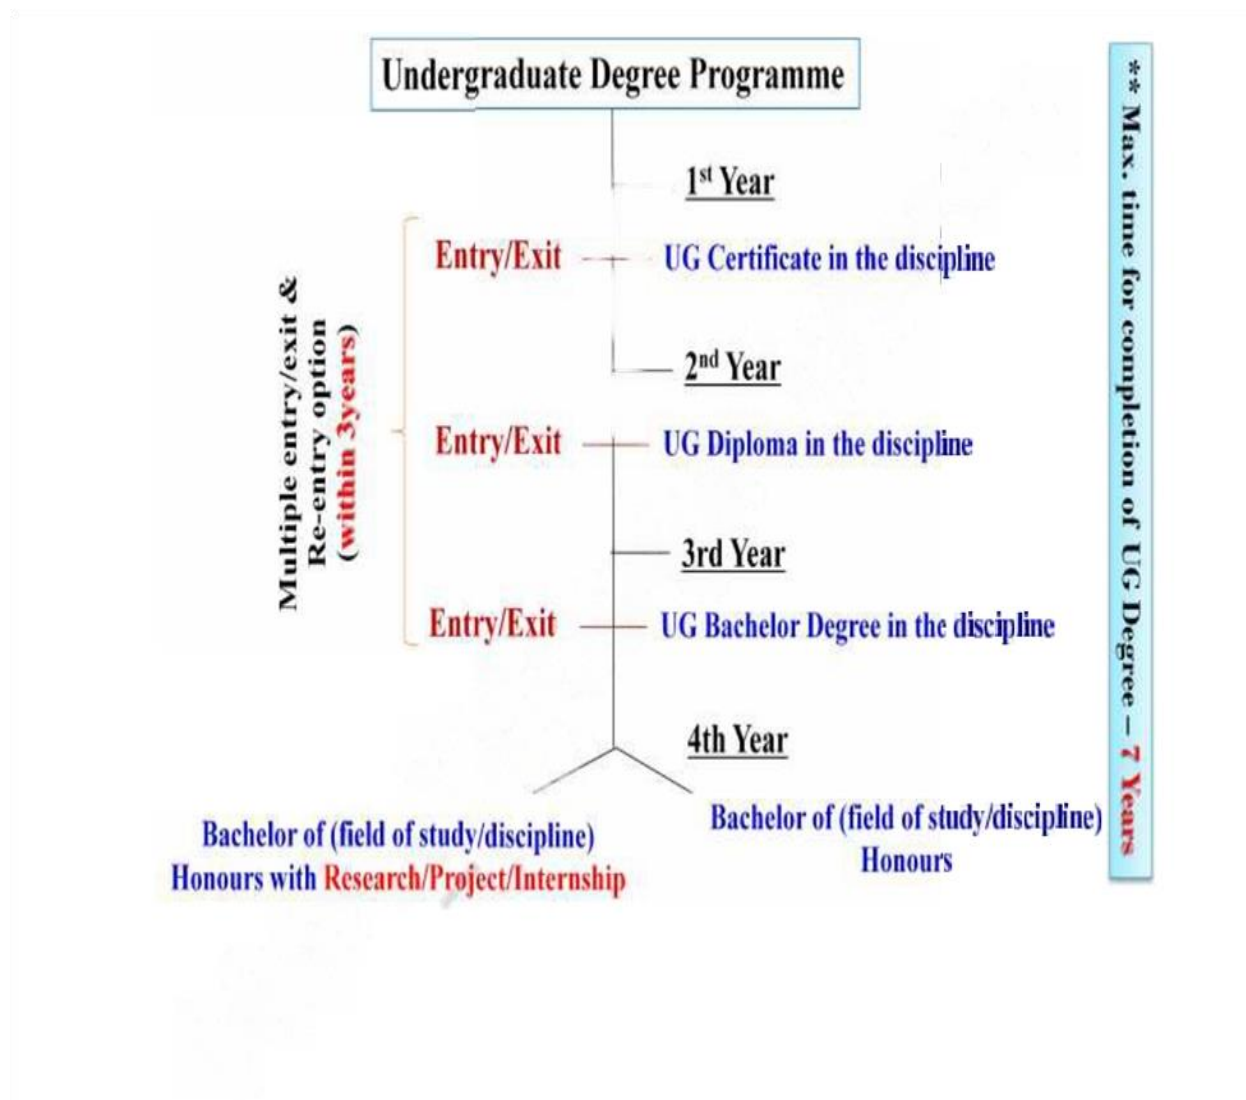 Undergraduate Degree Programme
1st Year
Entry/Exit
UG Certificate in the discipline
2nd Year
Entry/Exit
UG Diploma in the discipline
3rd Year
Entry/Exit
UG Bachelor Degree in the discipline
4th Year
Bachelor of (field of study/discipline)
Honours with Research/Project/Internship
Bachelor of (field of study/discipline)
Honours
Multiple entry/exit &
Re-entry option
(within 3years)
** Max. time for completion of UG Degree – 7 Years